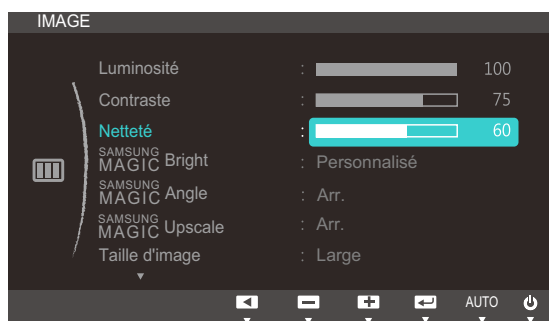 IMAGE
Luminosité : 100
Contraste : 75
Netteté : 60
SAMSUNG MAGIC Bright : Personnalisé
SAMSUNG MAGIC Angle : Arr.
SAMSUNG MAGIC Upscale : Arr.
Taille d'image : Large
AUTO